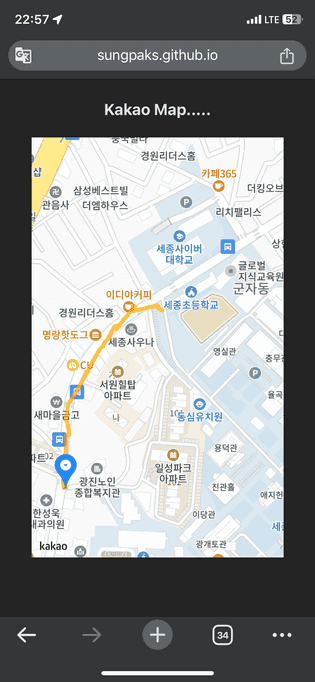 22:57
LTE 52
sungpaks.github.io
Kakao Map.....
경원리더스홈
카페365
삼성베스트빌
더킹오브
관음사
더엠하우스
P
리치팰리스
세종사이버
대학교
글로벌
지식교육원
군자동
이디야커피
세종초등학교
경원리더스홈
명랑핫도그
세종사우나
영실관
CU
충무관
서원힐탑
아파트
P
새마을금고
나
동심유치원
용덕관
일성파크
아파트
광진노인
종합복지관
진관홀
애지헌
한성욱
내과의원
이당관
광개토관
kakao
34